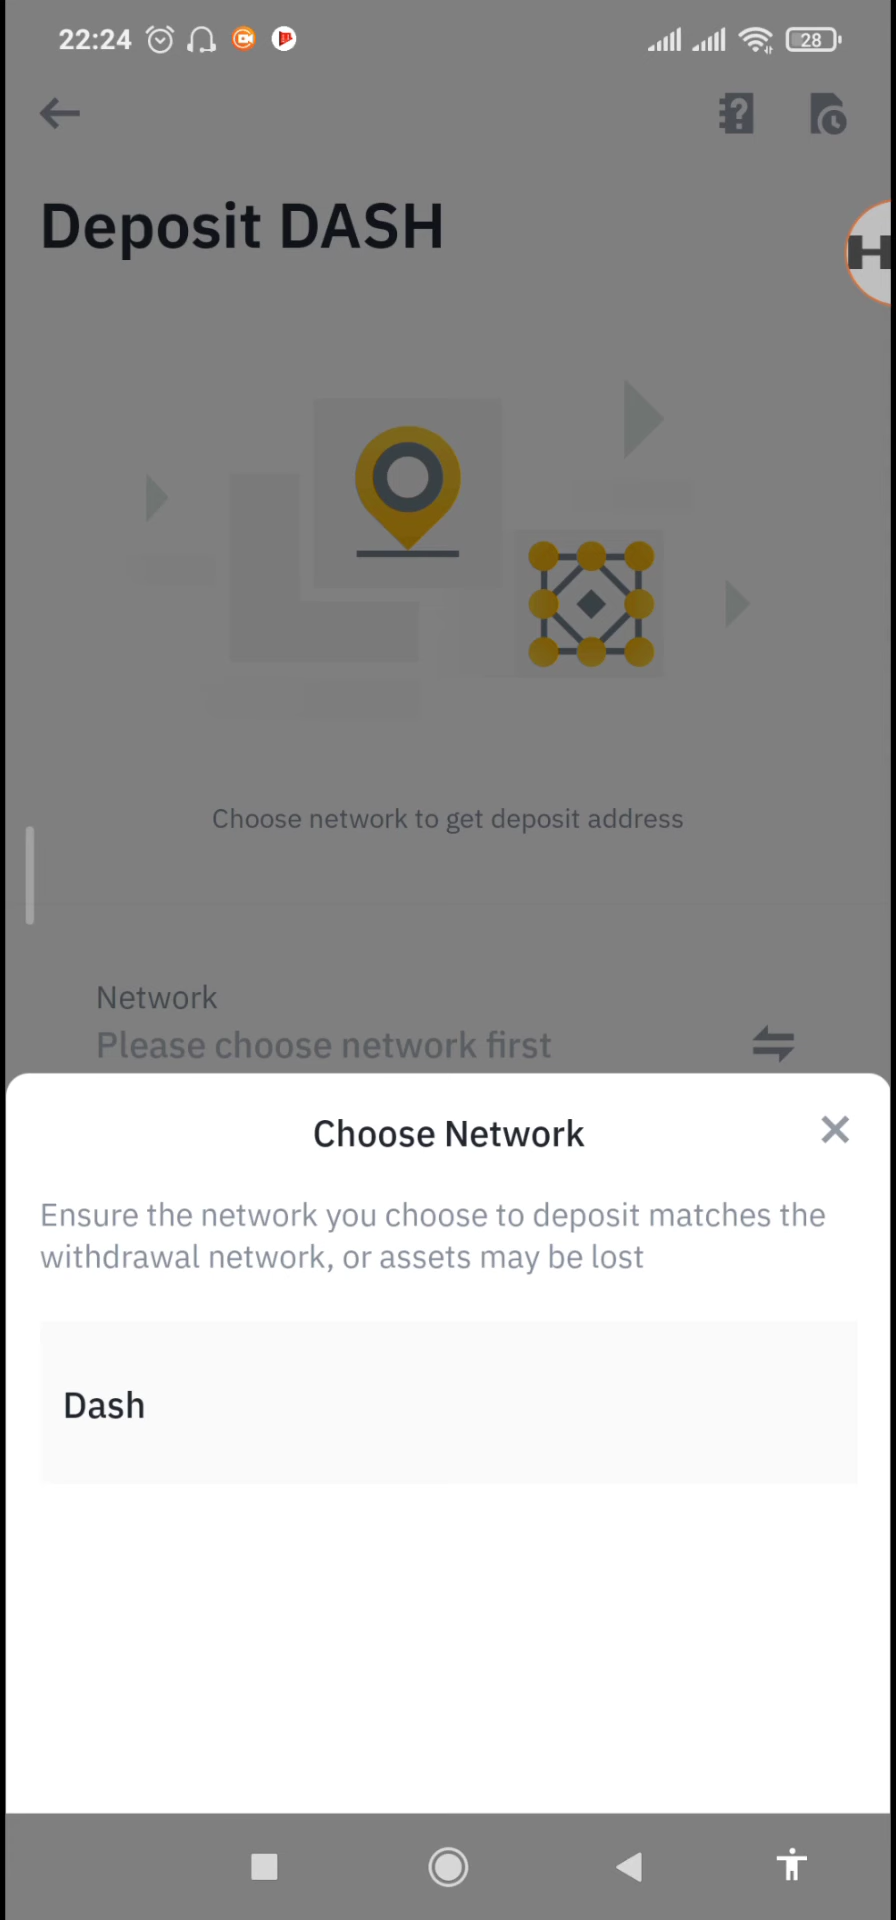 22:24
28
Deposit DASH
H
Choose network to get deposit address
Network
Please choose network first
Choose Network
Ensure the network you choose to deposit matches the
withdrawal network, or assets may be lost
Dash